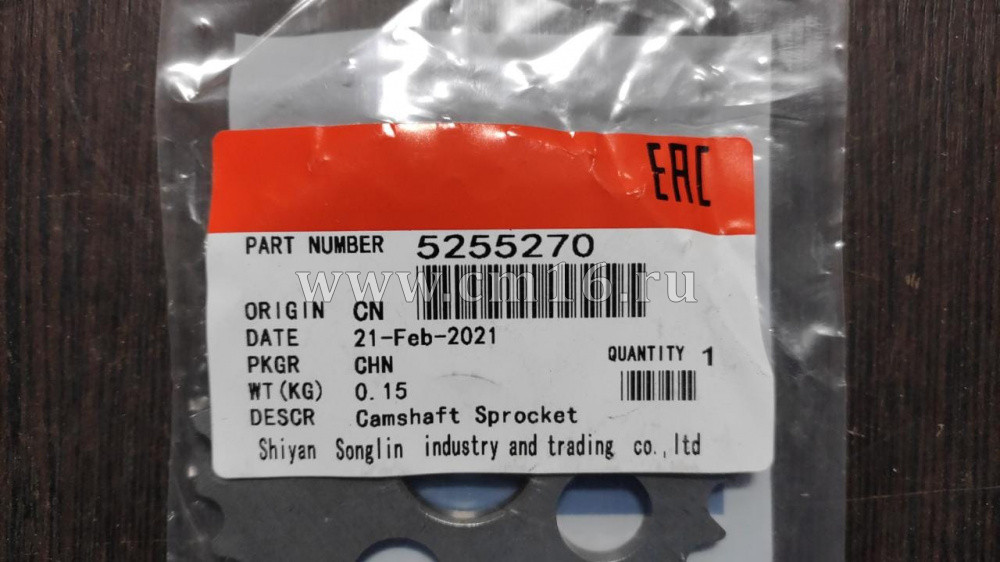 EAC
PART NUMBER 5255270
www.cm16.ru
ORIGIN CN
DATE 21-Feb-2021
PKGR CHN
QUANTITY 1
WT(KG) 0.15
DESCR Camshaft Sprocket
Shiyan Songlin industry and trading co.,ltd